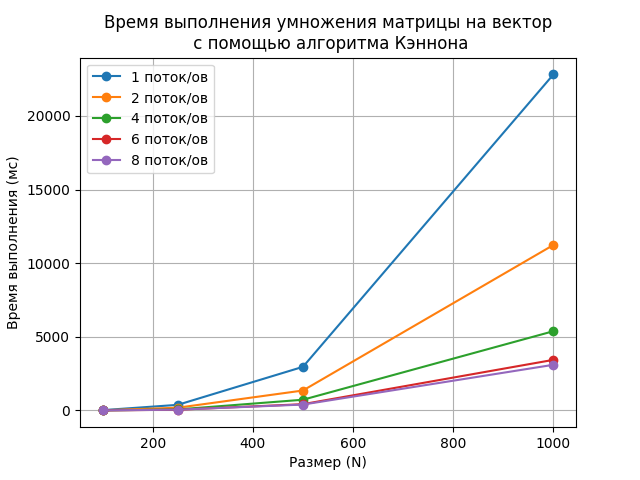 Время выполнения умножения матрицы на вектор
с помощью алгоритма Кэннона
1 поток/ов
2 поток/ов
4 поток/ов
6 поток/ов
8 поток/ов
Время выполнения (мс)
20000
15000
10000
5000
0
200 400 600 800 1000
Размер (N)